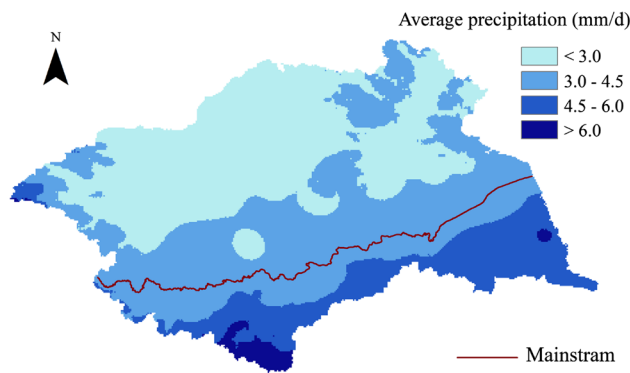 Average precipitation (mm/d)
N
< 3.0
3.0 - 4.5
4.5 - 6.0
> 6.0
Mainstram